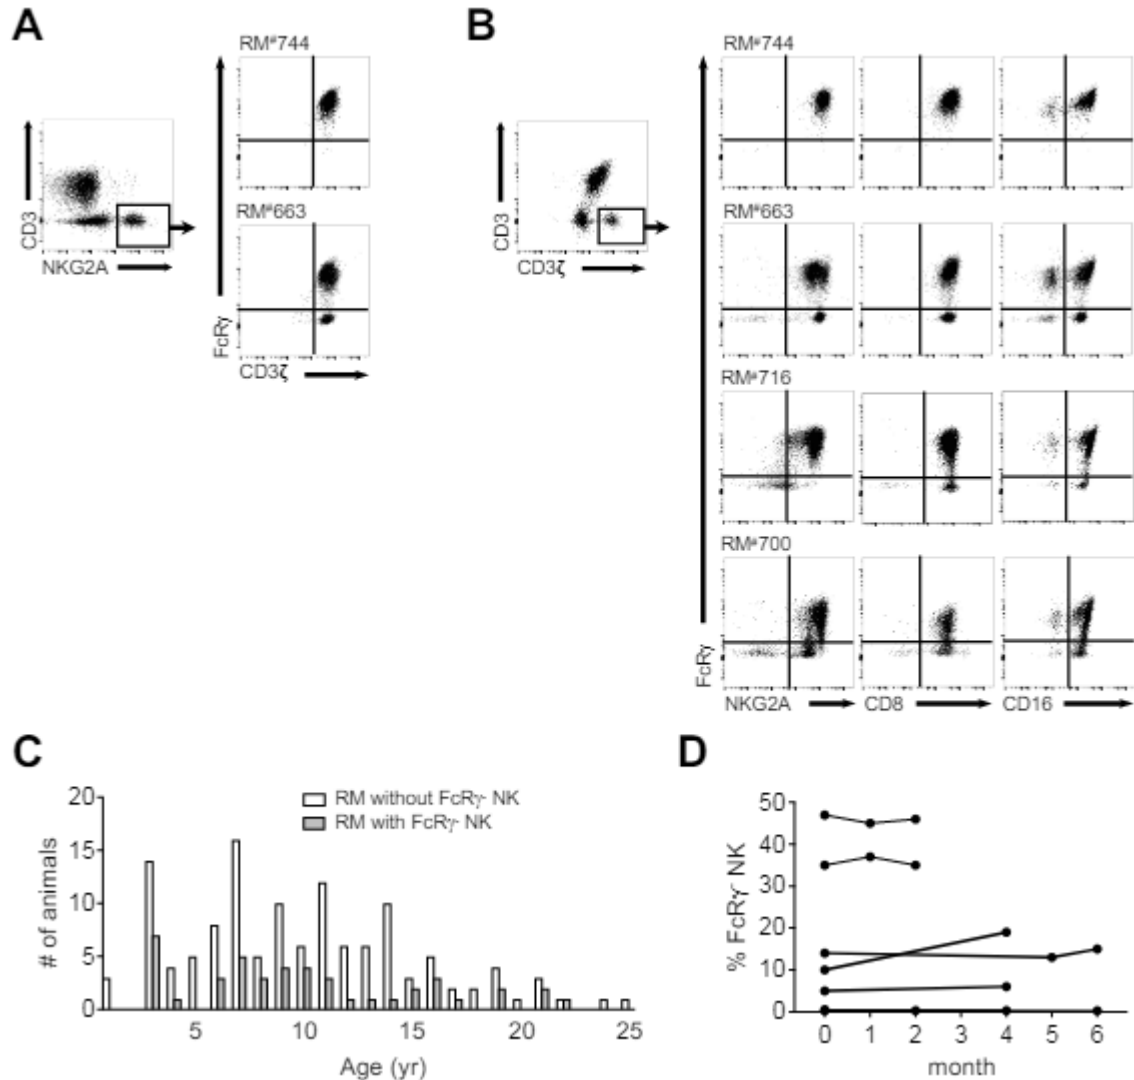 A
RM#744
CD3
NKG2A
RM#663
FcRγ
CD3ζ
B
RM#744
CD3
CD3ζ
RM#663
RM#716
RM#700
FcRγ
NKG2A
CD8
CD16
C
20
15
10
5
0
# of animals
RM without FcRγ- NK
RM with FcRγ- NK
5
10
15
20
25
Age (yr)
D
50
40
30
20
10
0
% FcRγ- NK
0
1
2
3
4
5
6
month